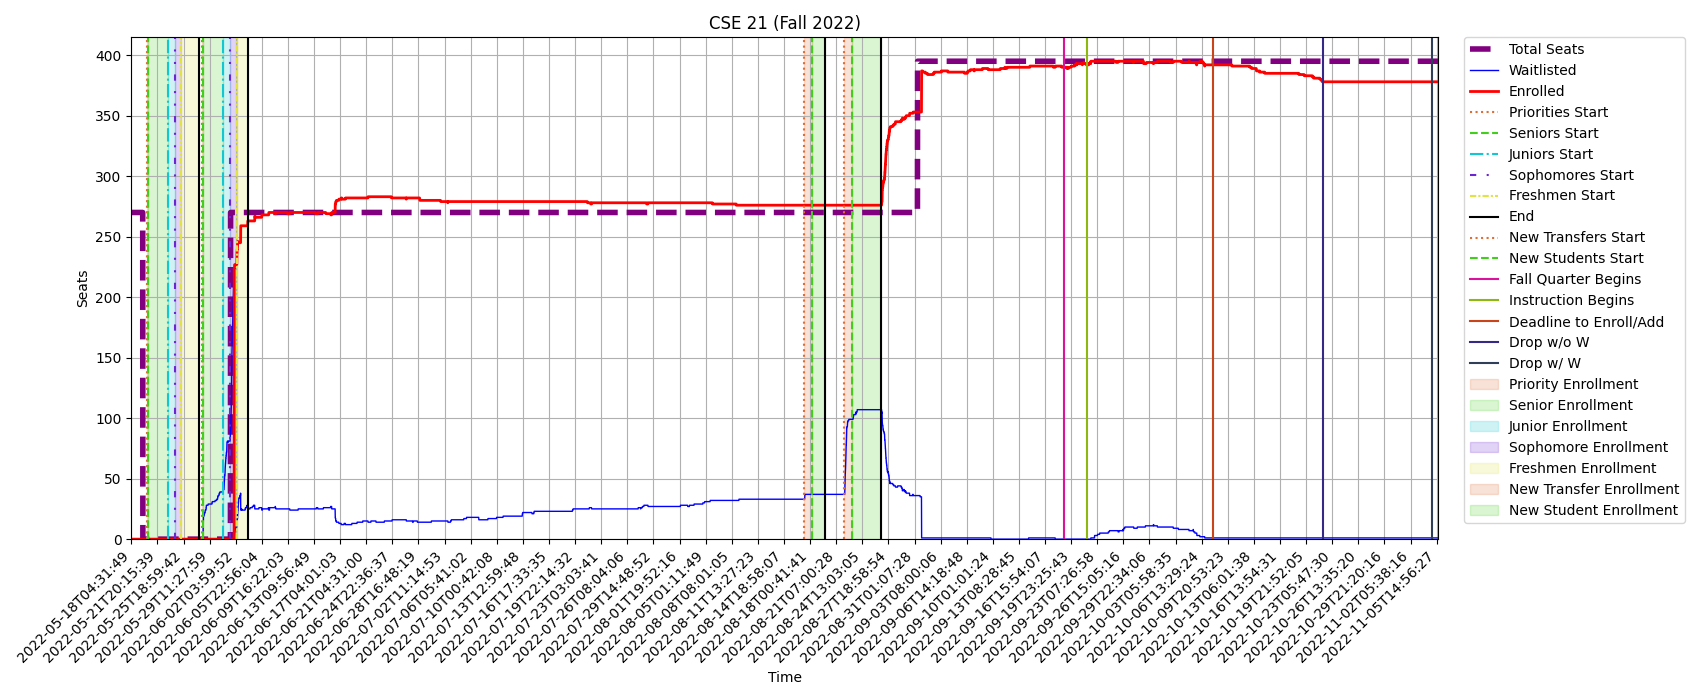 CSE 21 (Fall 2022)
Seats
400
350
300
250
200
150
100
50
0
2022-05-18T04:31:49
2022-05-21T20:15:39
2022-05-25T18:59:42
2022-05-29T11:27:59
2022-06-02T03:59:52
2022-06-05T22:56:04
2022-06-09T16:22:03
2022-06-13T09:56:49
2022-06-17T04:01:03
2022-06-21T04:31:00
2022-06-24T22:36:37
2022-06-28T16:48:19
2022-07-02T11:14:53
2022-07-06T05:41:02
2022-07-10T00:42:08
2022-07-13T12:59:48
2022-07-16T17:33:35
2022-07-19T22:14:32
2022-07-23T03:03:41
2022-07-26T08:04:06
2022-07-29T14:48:52
2022-08-01T19:52:16
2022-08-05T01:11:49
2022-08-08T08:01:05
2022-08-11T13:27:23
2022-08-14T18:58:07
2022-08-18T00:41:41
2022-08-21T07:00:28
2022-08-24T13:03:05
2022-08-27T18:58:54
2022-08-31T01:07:28
2022-09-03T08:00:06
2022-09-06T14:18:48
2022-09-10T01:01:24
2022-09-13T08:28:45
2022-09-16T15:54:07
2022-09-19T23:25:43
2022-09-23T07:26:58
2022-09-26T15:05:16
2022-09-29T22:34:06
2022-10-03T05:58:35
2022-10-06T13:29:24
2022-10-09T20:53:23
2022-10-13T06:01:38
2022-10-16T13:54:31
2022-10-19T21:52:05
2022-10-23T05:47:30
2022-10-26T13:35:20
2022-10-29T21:20:16
2022-11-02T05:38:16
2022-11-05T14:56:27
Time
Total Seats
Waitlisted
Enrolled
Priorities Start
Seniors Start
Juniors Start
Sophomores Start
Freshmen Start
End
New Transfers Start
New Students Start
Fall Quarter Begins
Instruction Begins
Deadline to Enroll/Add
Drop w/o W
Drop w/ W
Priority Enrollment
Senior Enrollment
Junior Enrollment
Sophomore Enrollment
Freshmen Enrollment
New Transfer Enrollment
New Student Enrollment